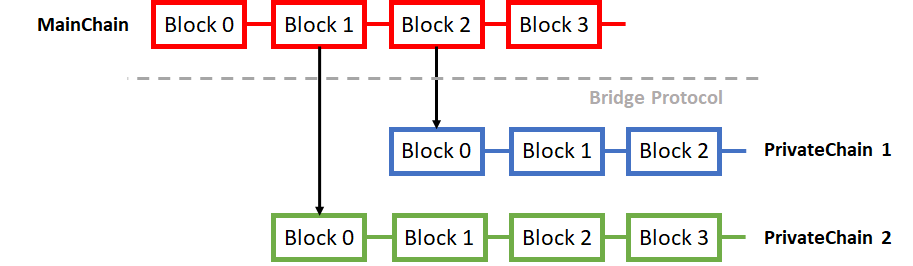 MainChain Block 0 Block 1 Block 2 Block 3
Bridge Protocol
Block 0 Block 1 Block 2 PrivateChain 1
Block 0 Block 1 Block 2 Block 3 PrivateChain 2